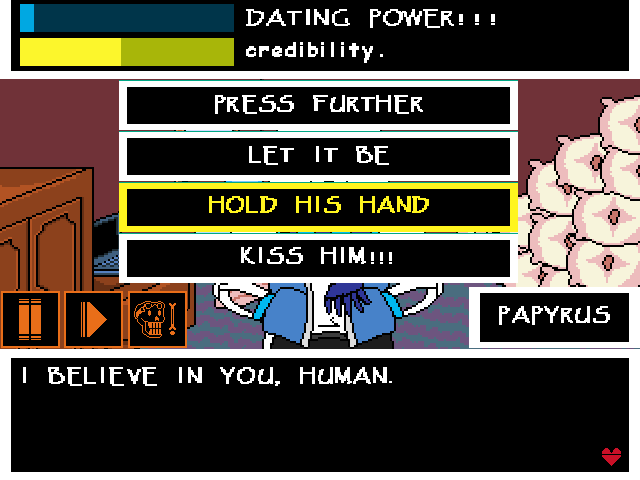 DATING POWER!!!
credibility.
PRESS FURTHER
LET IT BE
HOLD HIS HAND
KISS HIM!!!
PAPYRUS
I BELIEVE IN YOU, HUMAN.